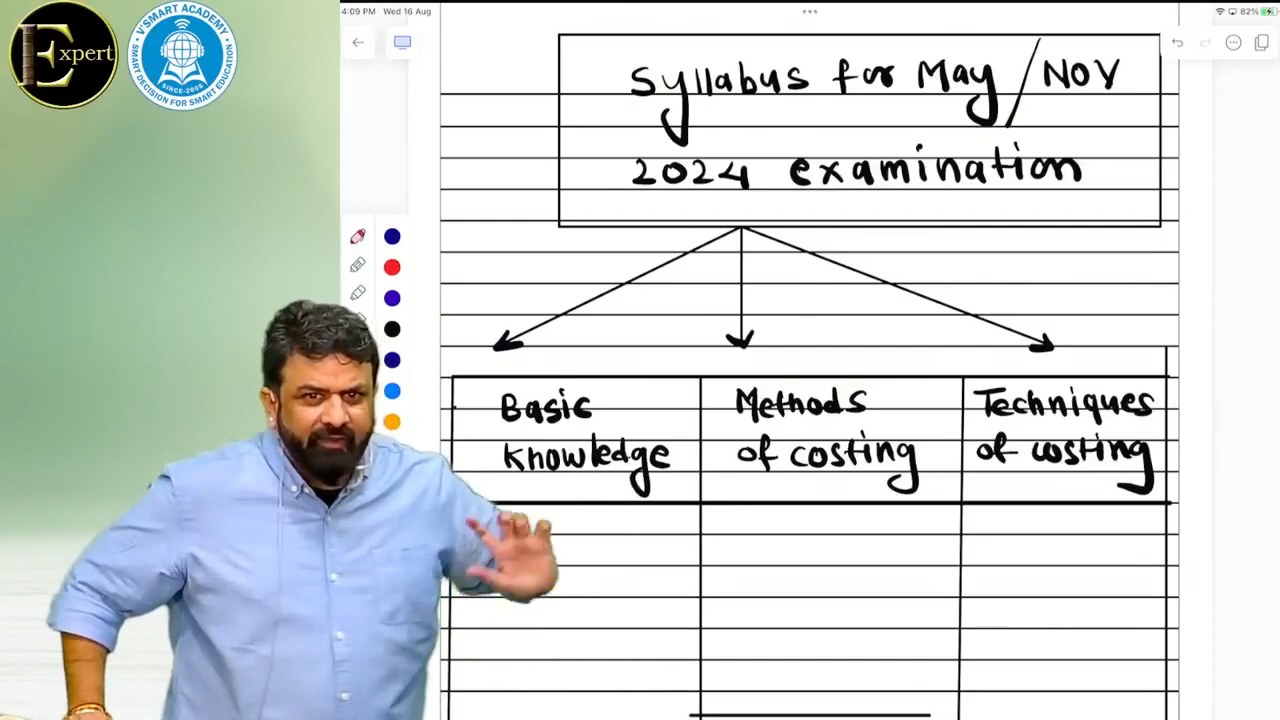 Expert
V'SMART ACADEMY
SINCE-2005
SMART DECISION FOR SMART EDUCATION
4:09 PM Wed 16 Aug
82%
Syllabus for May / NOV
2024 examination
Basic
knowledge
Methods
of costing
Techniques
of costing